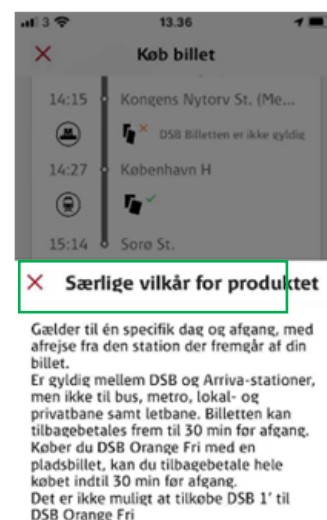 3
13.36
Køb billet
14:15 Kongens Nytorv St. (Me...
DSB Billetten er ikke gyldig
14:27 København H
15:14 Sorø St.
Særlige vilkår for produktet
Gælder til én specifik dag og afgang, med
afrejse fra den station der fremgår af din
billet.
Er gyldig mellem DSB og Arriva-stationer,
men ikke til bus, metro, lokal- og
privatbane samt letbane. Billetten kan
tilbagebetales frem til 30 min før afgang.
Køber du DSB Orange Fri med en
pladsbillet, kan du tilbagebetale hele
købet indtil 30 min før afgang.
Det er ikke muligt at tilkøbe DSB 1' til
DSB Orange Fri